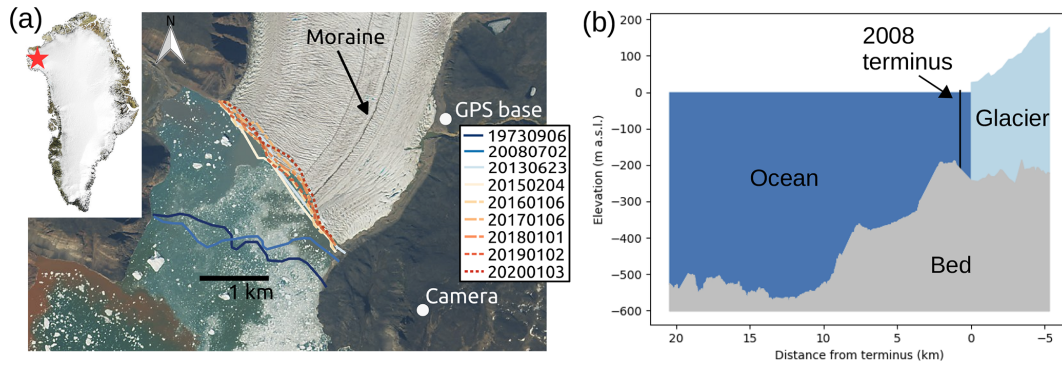 (a)
N
Moraine
GPS base
19730906
20080702
20130623
20150204
20160106
20170106
20180101
20190102
20200103
1 km
Camera
(b)
2008
terminus
Glacier
Ocean
Bed
Elevation (m a.s.l.)
200
100
0
−100
−200
−300
−400
−500
−600
20
15
10
5
0
−5
Distance from terminus (km)